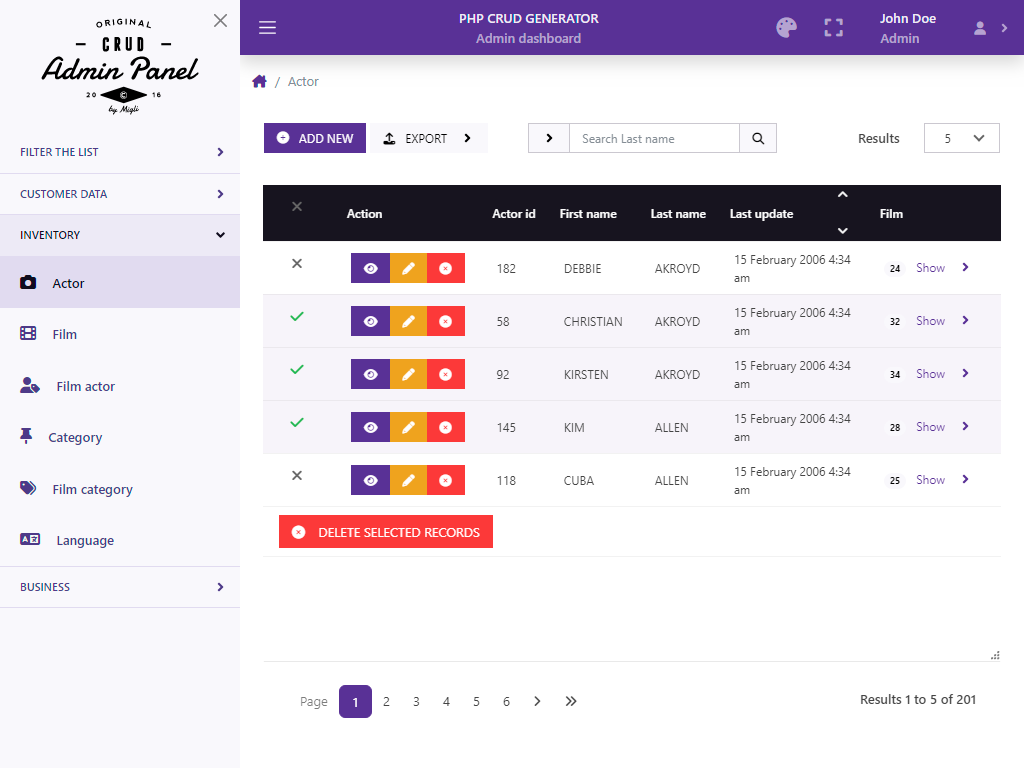 ORIGINAL
CRUD
Admin Panel
20 © 16
by Migli
FILTER THE LIST
CUSTOMER DATA
INVENTORY
Actor
Film
Film actor
Category
Film category
Language
BUSINESS
PHP CRUD GENERATOR
Admin dashboard
John Doe
Admin
/ Actor
ADD NEW
EXPORT
Search Last name
Results
5
Action Actor id First name Last name Last update Film
182 DEBBIE AKROYD 15 February 2006 4:34 am 24 Show
58 CHRISTIAN AKROYD 15 February 2006 4:34 am 32 Show
92 KIRSTEN AKROYD 15 February 2006 4:34 am 34 Show
145 KIM ALLEN 15 February 2006 4:34 am 28 Show
118 CUBA ALLEN 15 February 2006 4:34 am 25 Show
DELETE SELECTED RECORDS
Page 1 2 3 4 5 6
Results 1 to 5 of 201